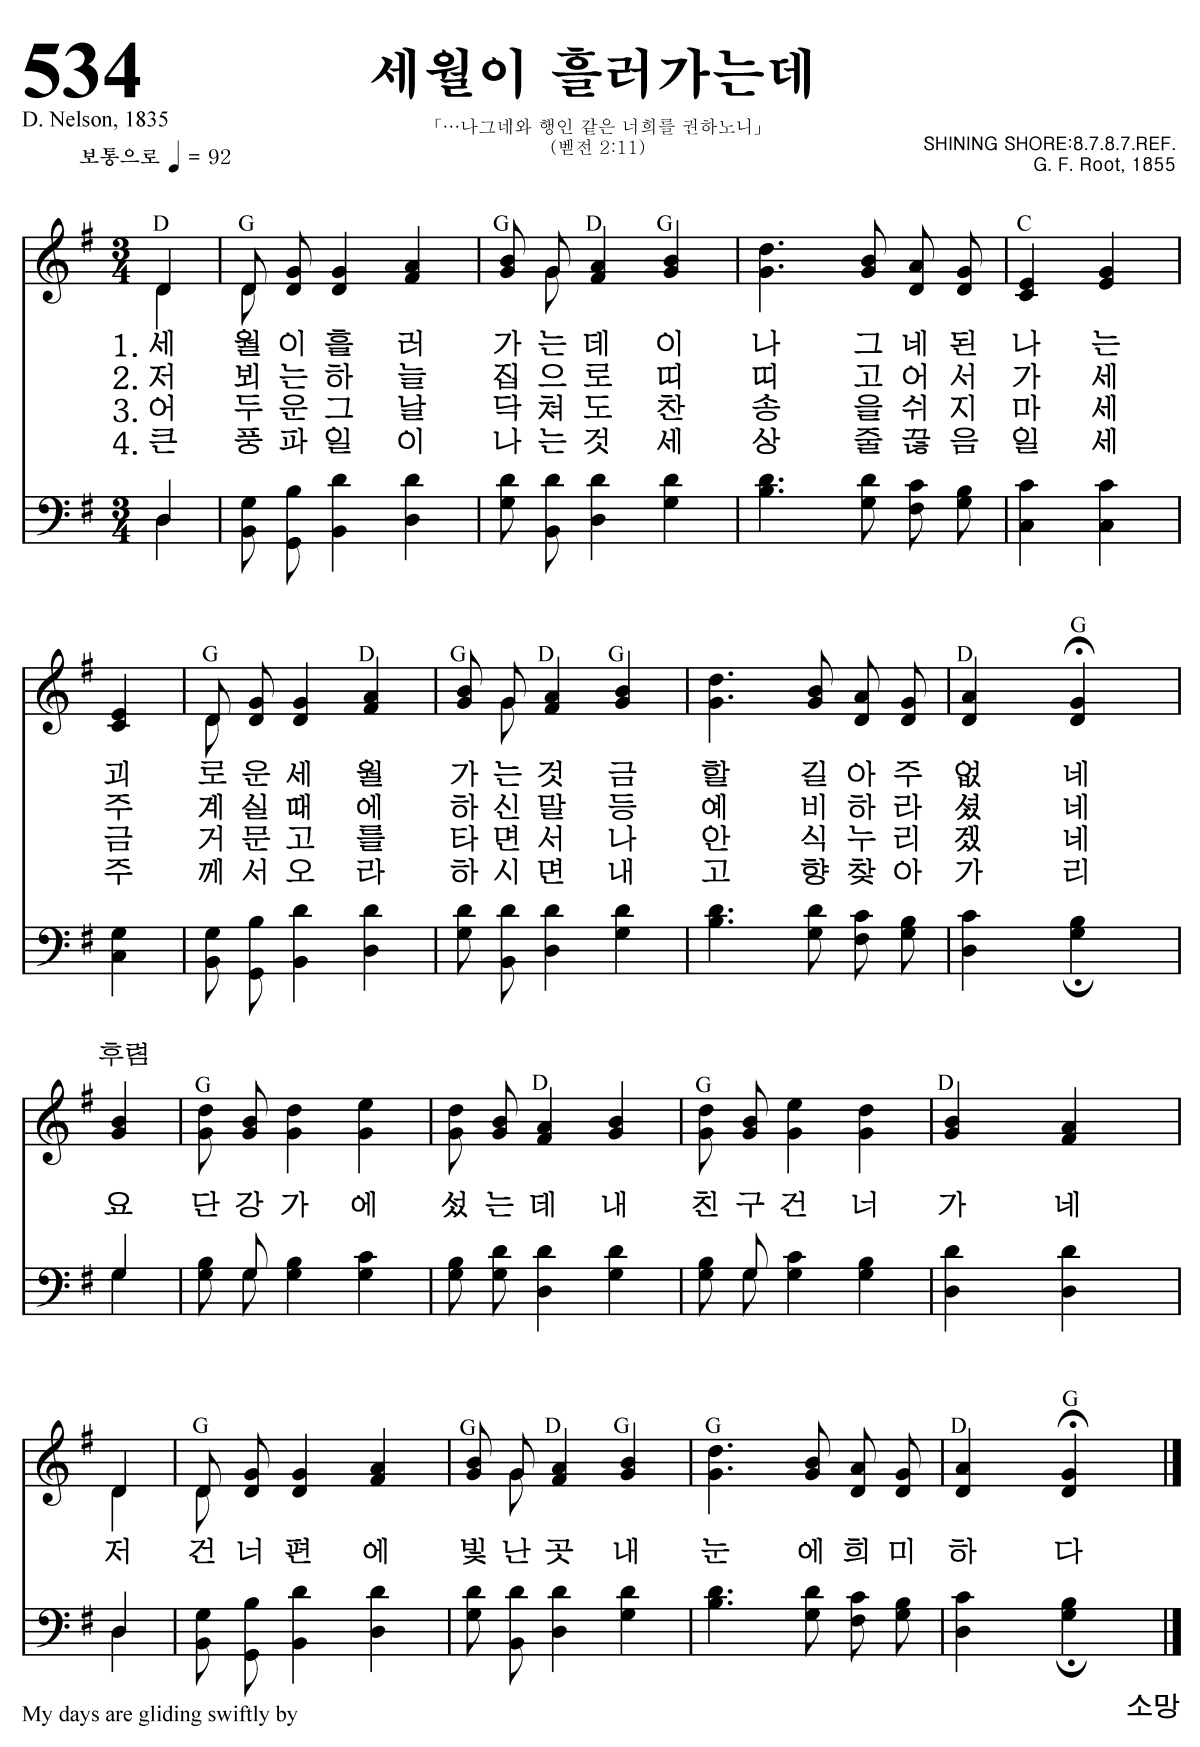 534
세월이 흘러가는데
D. Nelson, 1835
「…나그네와 행인 같은 너희를 권하노니」
(벧전 2:11)
보통으로 ♩ = 92
SHINING SHORE:8.7.8.7.REF.
G. F. Root, 1855
D G G D G C
1. 세 월 이 흘 러 가 는 데 이 나 그 네 된 나 는
2. 저 뵈 는 하 늘 집 으 로 띠 띠 고 어 서 가 세
3. 어 두 운 그 날 닥 쳐 도 찬 송 을 쉬 지 마 세
4. 큰 풍 파 일 이 나 는 것 세 상 줄 끊 음 일 세
G D G D G D G
괴 로 운 세 월 가 는 것 금 할 길 아 주 없 네
주 계 실 때 에 하 신 말 등 예 비 하 라 셨 네
금 거 문 고 를 타 면 서 나 안 식 누 리 겠 네
주 께 서 오 라 하 시 면 내 고 향 찾 아 가 리
후렴
G D G D
요 단 강 가 에 섰 는 데 내 친 구 건 너 가 네
G G D G G D G
저 건 너 편 에 빛 난 곳 내 눈 에 희 미 하 다
My days are gliding swiftly by
소망